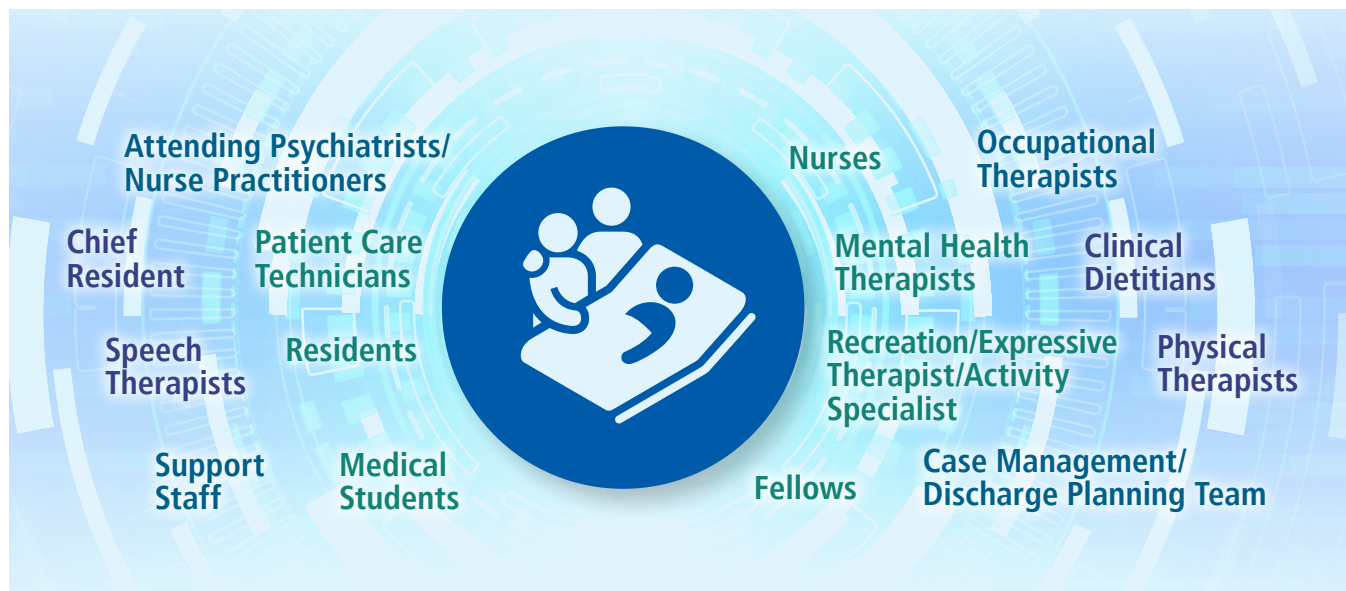 Attending Psychiatrists/
Nurse Practitioners
Chief
Resident
Patient Care
Technicians
Speech
Therapists
Residents
Support
Staff
Medical
Students
Nurses
Occupational
Therapists
Mental Health
Therapists
Clinical
Dietitians
Recreation/Expressive
Therapist/Activity
Specialist
Physical
Therapists
Fellows
Case Management/
Discharge Planning Team